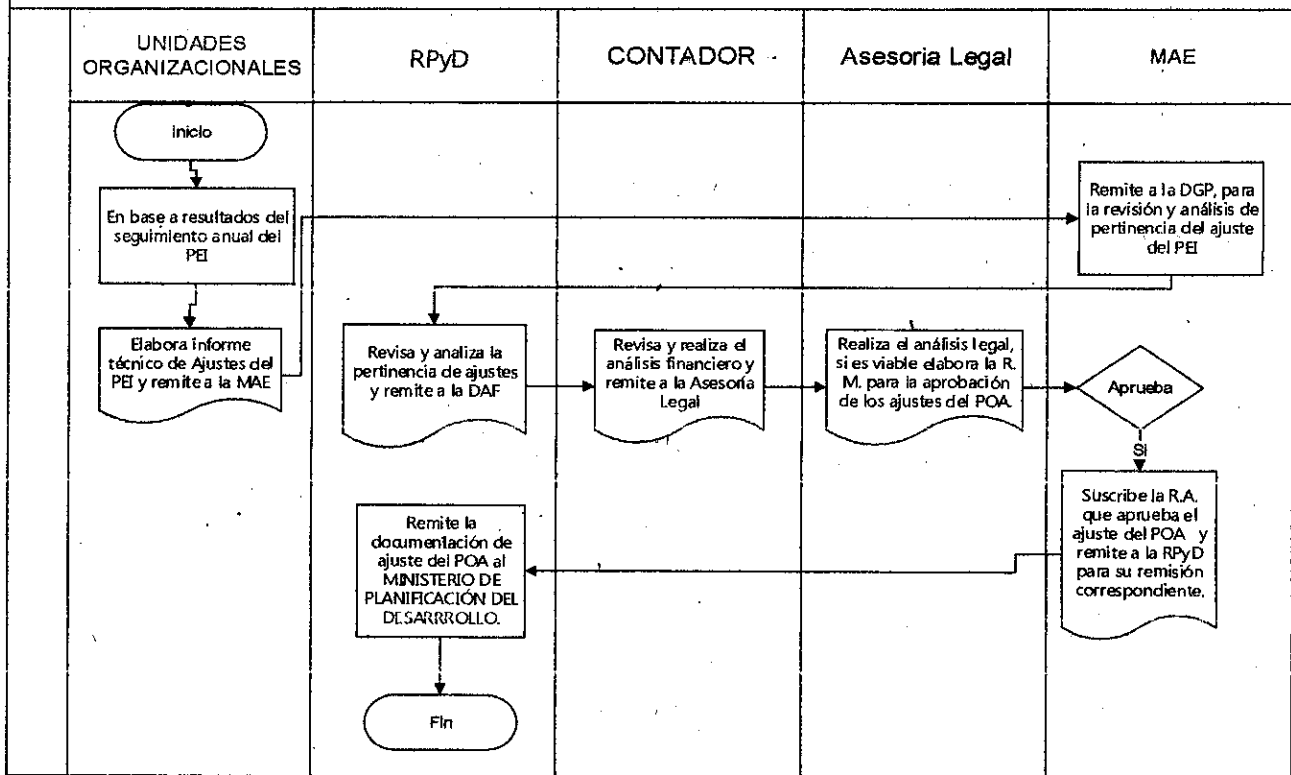 UNIDADES
ORGANIZACIONALES
RPyD
CONTADOR
Asesoria Legal
MAE
Inicio
En base a resultados del
seguimiento anual del
PEI
Remite a la DGP, para
la revisión y análisis de
pertinencia del ajuste
del PEI
Elabora informe
técnico de Ajustes del
PEI y remite a la MAE
Revisa y analiza la
pertinencia de ajustes
y remite a la DAF
Revisa y realiza el
análisis financiero y
remite a la Asesoría
Legal
Realiza el análisis legal,
si es viable elabora la R.
M. para la aprobación
de los ajustes del POA.
Aprueba
Si
Suscribe la R.A.
que aprueba el
ajuste del POA y
remite a la RPyD
para su remisión
correspondiente.
Remite la
documentación de
ajuste del POA al
MINISTERIO DE
PLANIFICACIÓN DEL
DESARRROLLO.
Fin